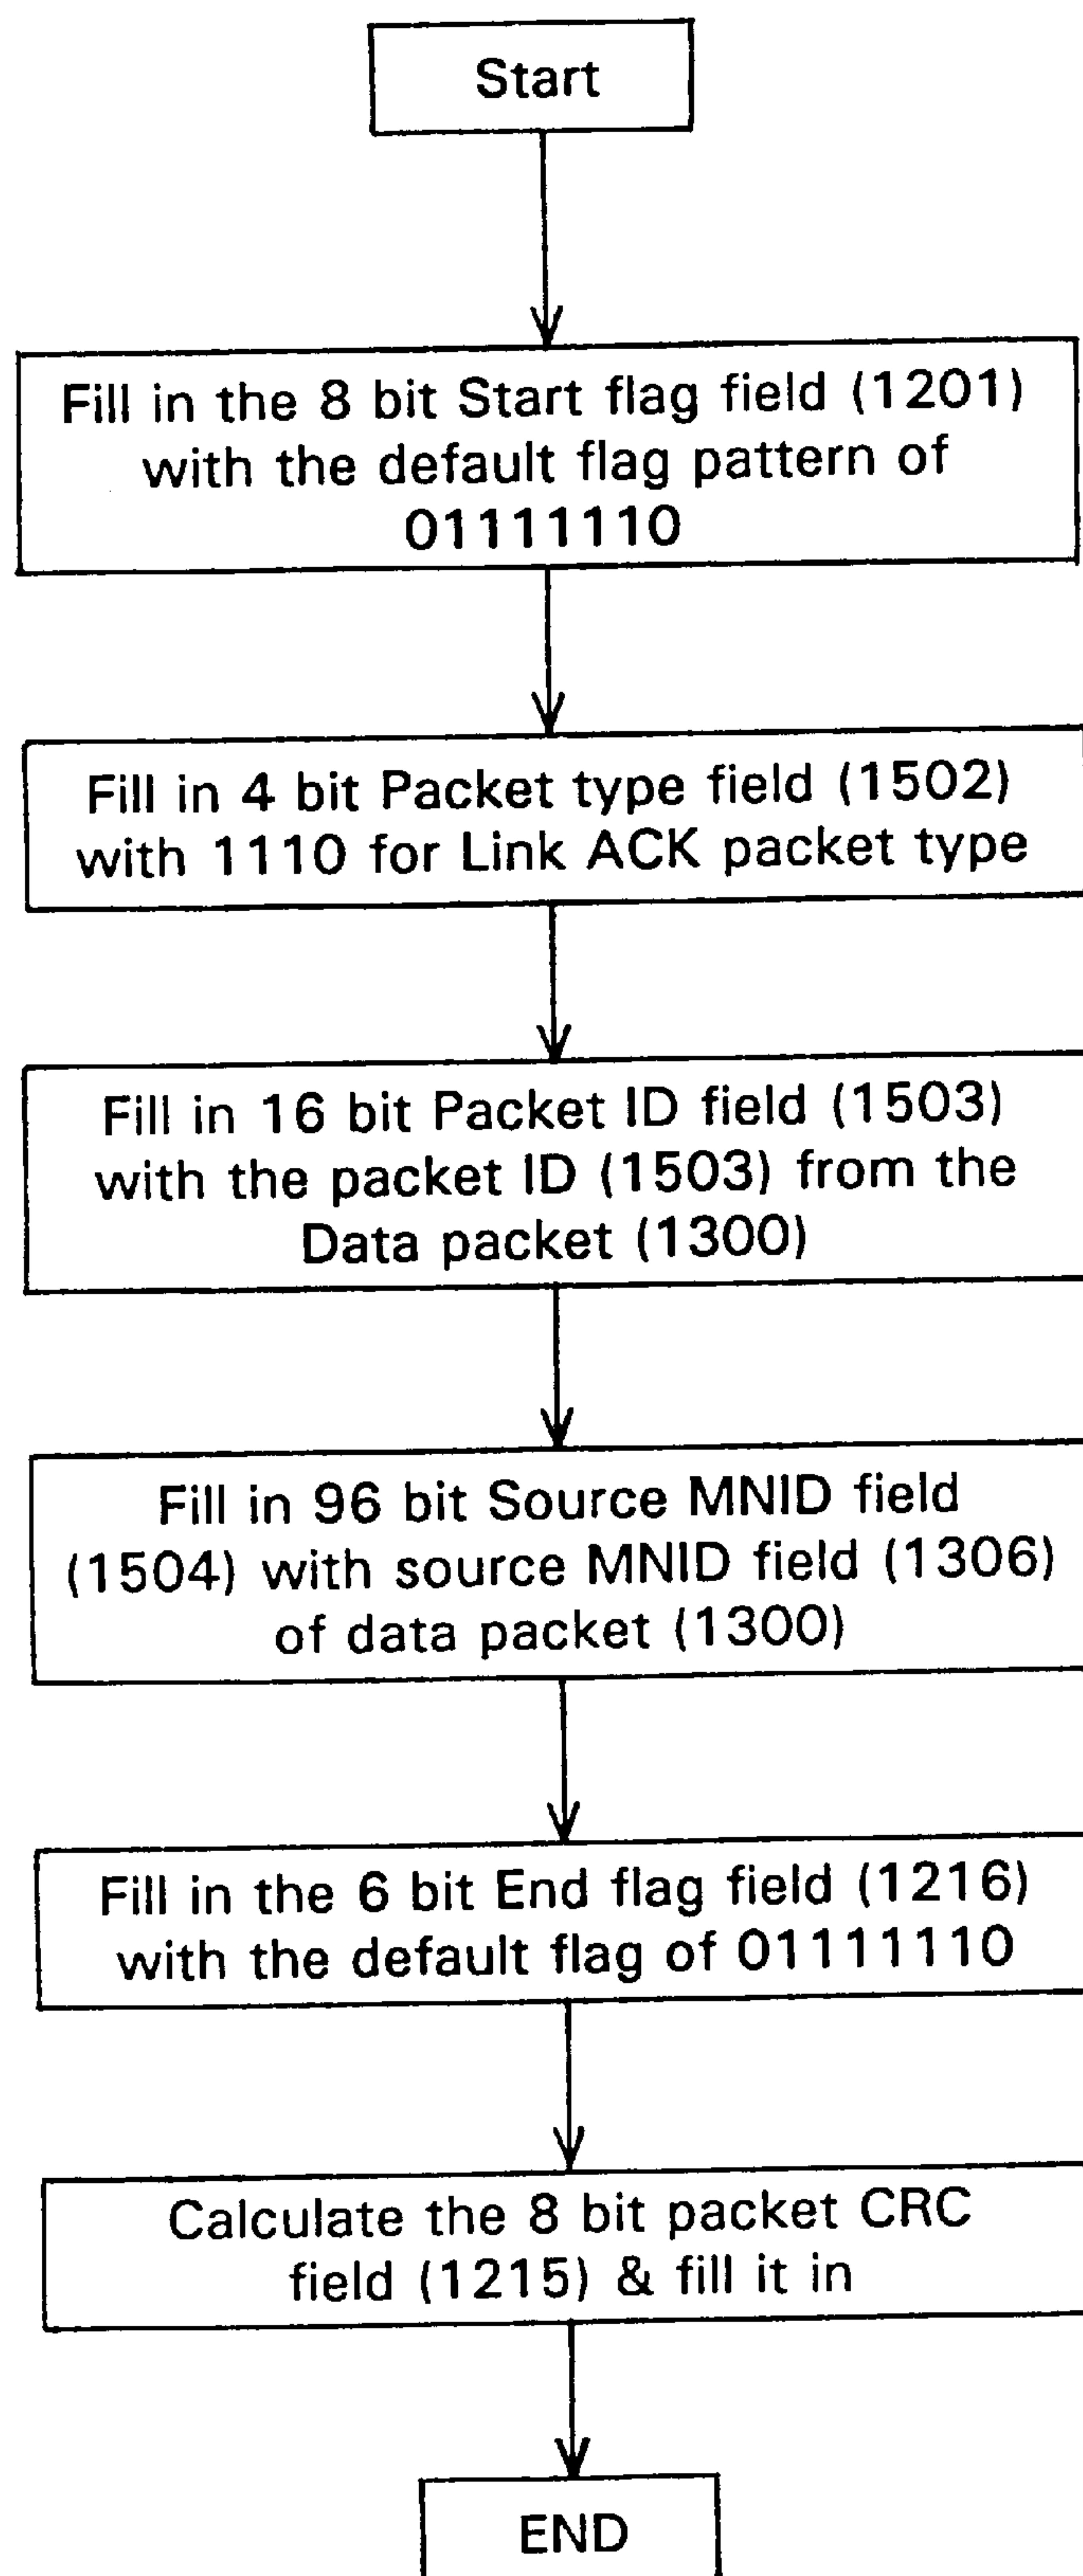 Start
Fill in the 8 bit Start flag field (1201)
with the default flag pattern of
01111110
Fill in 4 bit Packet type field (1502)
with 1110 for Link ACK packet type
Fill in 16 bit Packet ID field (1503)
with the packet ID (1503) from the
Data packet (1300)
Fill in 96 bit Source MNID field
(1504) with source MNID field (1306)
of data packet (1300)
Fill in the 6 bit End flag field (1216)
with the default flag of 01111110
Calculate the 8 bit packet CRC
field (1215) & fill it in
END